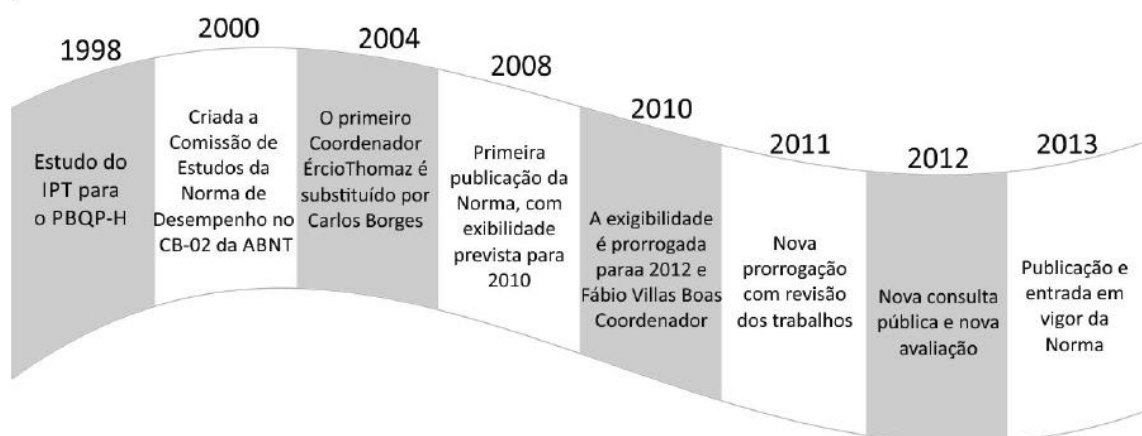 1998
Estudo do
IPT para
o PBQP-H
2000
Criada a
Comissão de
Estudos da
Norma de
Desempenho no
CB-02 da ABNT
2004
O primeiro
Coordenador
ÉrcioThomaz é
substituído por
Carlos Borges
2008
Primeira
publicação da
Norma, com
exibilidade
prevista para
2010
2010
A exigibilidade
é prorrogada
paraa 2012 e
Fábio Villas Boas
Coordenador
2011
Nova
prorrogação
com revisão
dos trabalhos
2012
Nova consulta
pública e nova
avaliação
2013
Publicação e
entrada em
vigor da
Norma